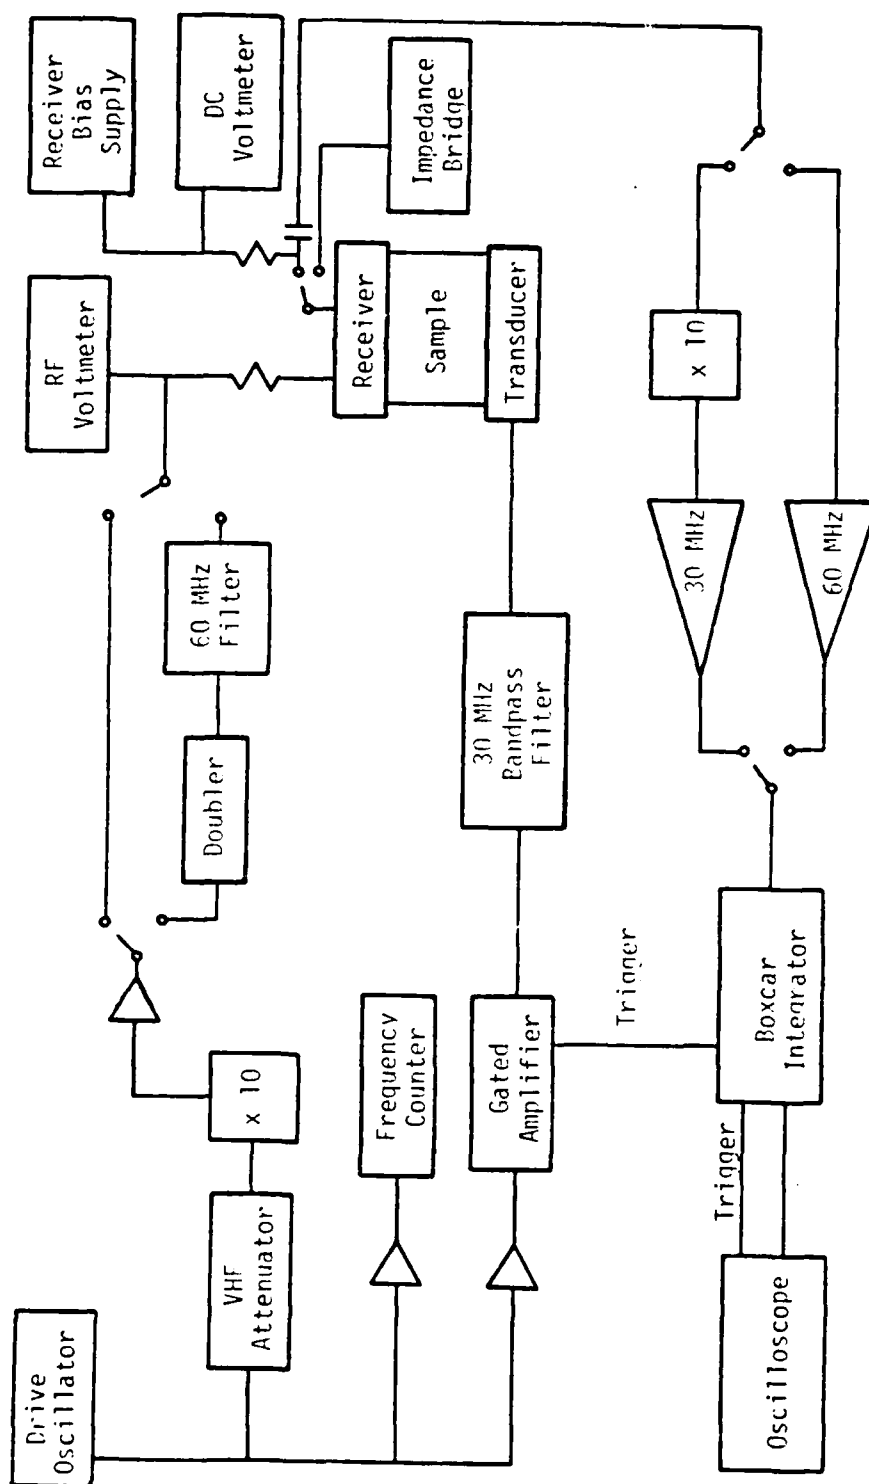 Drive
Oscillator
VHF
Attenuator
x 10
Doubler
60 MHz
Filter
RF
Voltmeter
Receiver
Bias
Supply
DC
Voltmeter
Impedance
Bridge
Receiver
Sample
Transducer
Frequency
Counter
Gated
Amplifier
30 MHz
Bandpass
Filter
Trigger
x 10
30 MHz
60 MHz
Boxcar
Integrator
Trigger
Oscilloscope